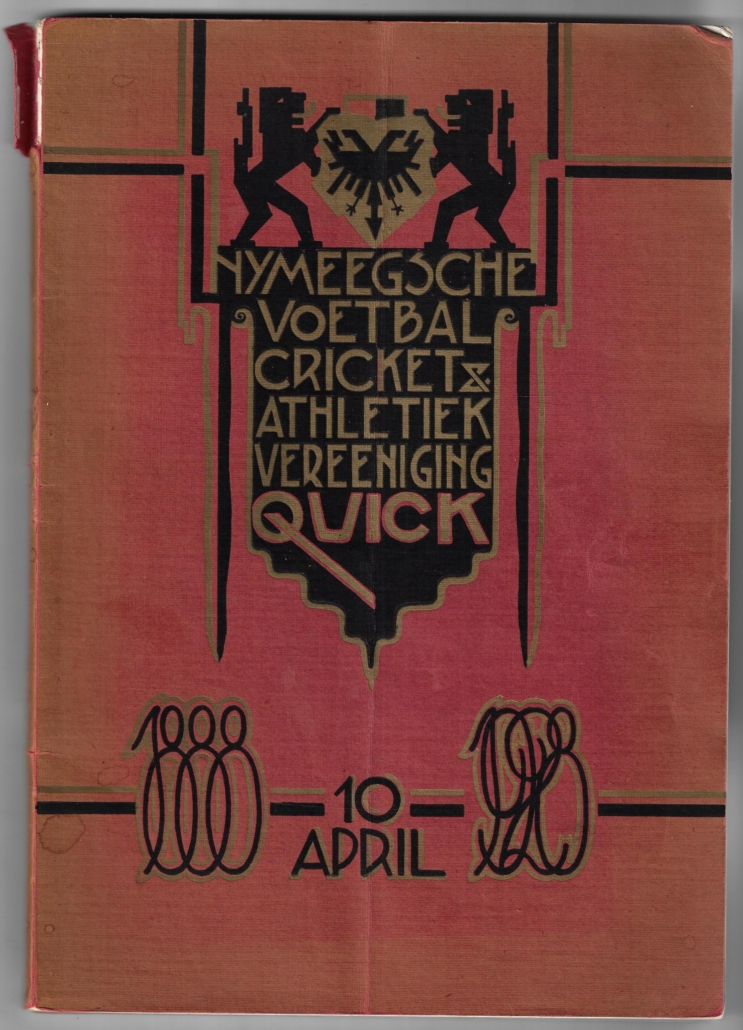 NYMEEGSCHE
VOETBAL
CRICKET &
ATHLETIEK
VEREENIGING
QUICK
1888 10 1928
APRIL